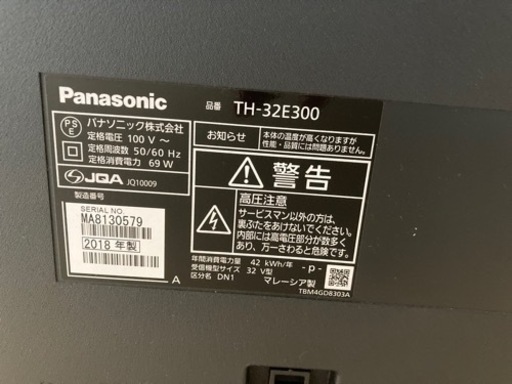 Panasonic 品番 TH-32E300
PS
E
パナソニック株式会社
定格電圧 100 V ～
定格周波数 50/60 Hz
定格消費電力 69 W
JQA JQ10009
製造番号
SERIAL NO.
MA8130579
2018 年製
A
お知らせ
本体の温度が高くなりますが
性能・品質には問題ありません。
警告
高圧注意
サービスマン以外の方は、
裏ぶたをあけないでください。
内部には高電圧部分が数多く
あり、万一さわると危険です。
年間消費電力量 42 kWh/年
受信機型サイズ 32 V型
区分名 DN1
- p -
マレーシア製
TBM4GD8303A